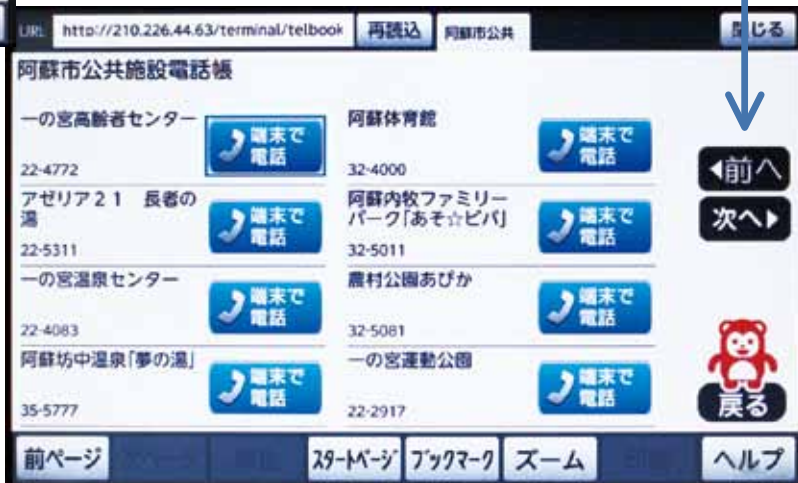 URL http://210.226.44.63/terminal/telbook 再読込 阿蘇市公共 閉じる
阿蘇市公共施設電話帳
一の宮高齢者センター
端末で
電話
22-4772
阿蘇体育館
端末で
電話
32-4000
◀前へ
アゼリア21 長者の
湯
端末で
電話
22-5311
阿蘇内牧ファミリー
パーク「あそ☆ビバ」
端末で
電話
32-5011
次へ▶
一の宮温泉センター
端末で
電話
22-4083
農村公園あぴか
端末で
電話
32-5081
阿蘇坊中温泉「夢の湯」
端末で
電話
35-5777
一の宮運動公園
端末で
電話
22-2917
戻る
前ページ スタートページ ブックマーク ズーム ヘルプ